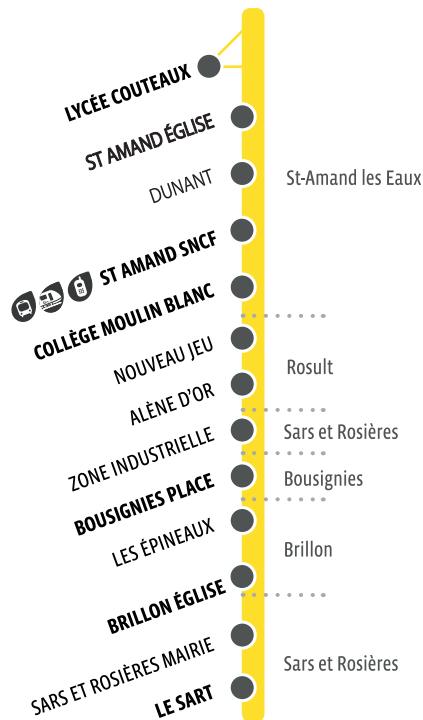 LYCÉE COUTEAUX
ST AMAND ÉGLISE
DUNANT
St-Amand les Eaux
ST AMAND SNCF
COLLÈGE MOULIN BLANC
NOUVEAU JEU
Rosult
ALÈNE D'OR
ZONE INDUSTRIELLE
Sars et Rosières
BOUSIGNIES PLACE
Bousignies
LES ÉPINEAUX
Brillon
BRILLON ÉGLISE
SARS ET ROSIÈRES MAIRIE
Sars et Rosières
LE SART